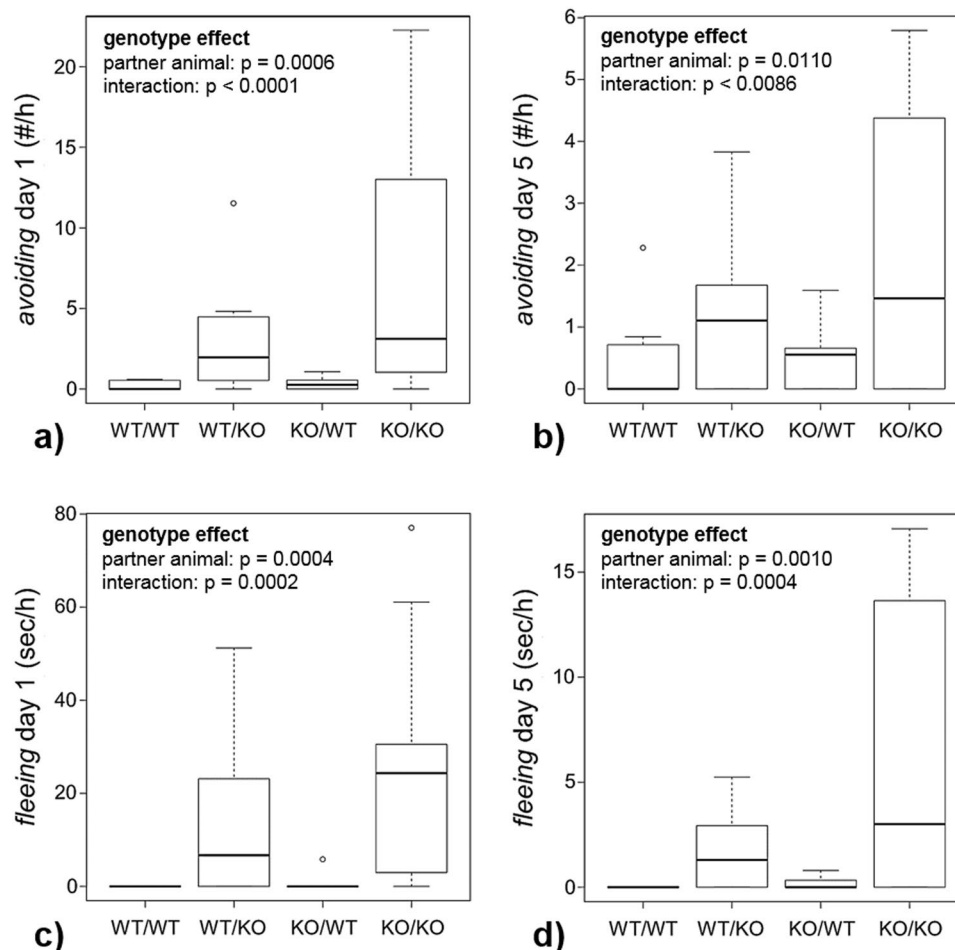 genotype effect
partner animal: p = 0.0006
interaction: p < 0.0001
avoiding day 1 (#/h)
20
15
10
5
0
WT/WT WT/KO KO/WT KO/KO
a)
genotype effect
partner animal: p = 0.0110
interaction: p < 0.0086
avoiding day 5 (#/h)
6
5
4
3
2
1
0
WT/WT WT/KO KO/WT KO/KO
b)
genotype effect
partner animal: p = 0.0004
interaction: p = 0.0002
fleeing day 1 (sec/h)
80
60
40
20
0
WT/WT WT/KO KO/WT KO/KO
c)
genotype effect
partner animal: p = 0.0010
interaction: p = 0.0004
fleeing day 5 (sec/h)
15
10
5
0
WT/WT WT/KO KO/WT KO/KO
d)